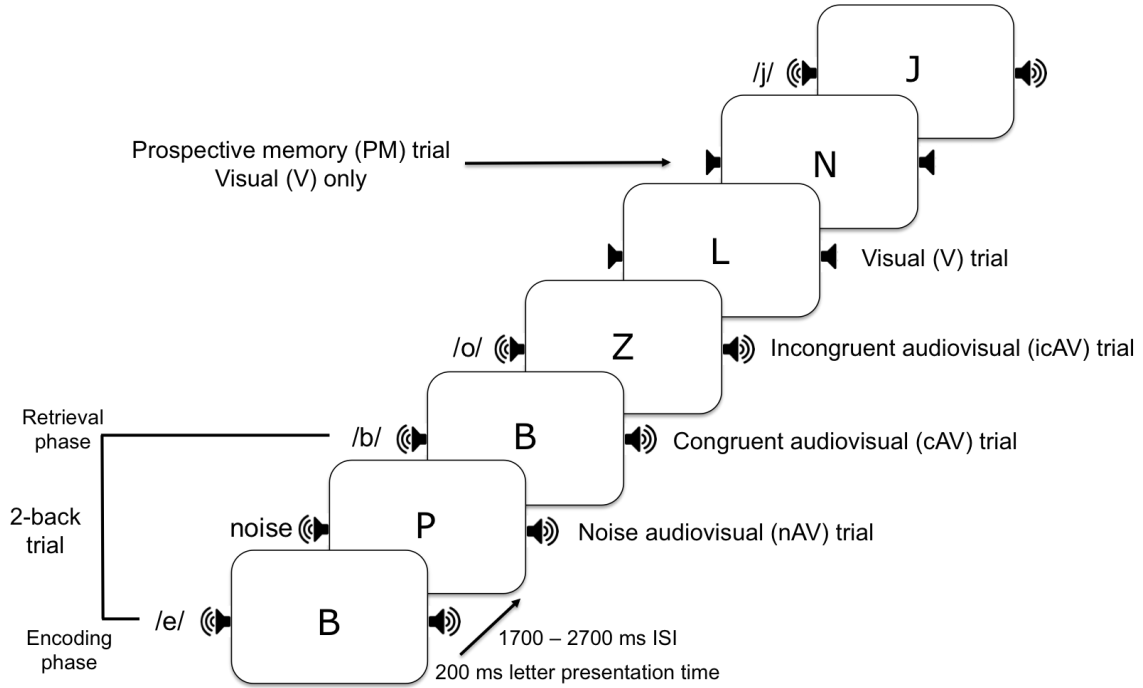 /j/
J
Prospective memory (PM) trial
Visual (V) only
N
L
Visual (V) trial
/o/
Z
Incongruent audiovisual (icAV) trial
Retrieval
phase
/b/
B
Congruent audiovisual (cAV) trial
2-back
trial
noise
P
Noise audiovisual (nAV) trial
Encoding
phase
/e/
B
1700 – 2700 ms ISI
200 ms letter presentation time